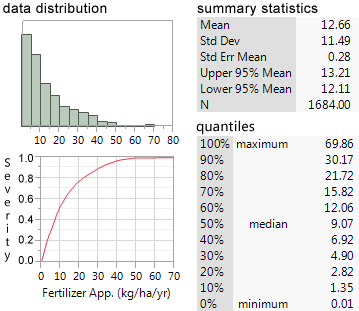 data distribution
10 20 30 40 50 60 70 80
Severity
1.0
0.8
0.6
0.4
0.2
0.0
0 10 20 30 40 50 60 70
Fertilizer App. (kg/ha/yr)
summary statistics
Mean 12.66
Std Dev 11.49
Std Err Mean 0.28
Upper 95% Mean 13.21
Lower 95% Mean 12.11
N 1684.00
quantiles
100% maximum 69.86
90% 30.17
80% 21.72
70% 15.82
60% 12.06
50% median 9.07
40% 6.92
30% 4.90
20% 2.82
10% 1.35
0% minimum 0.01